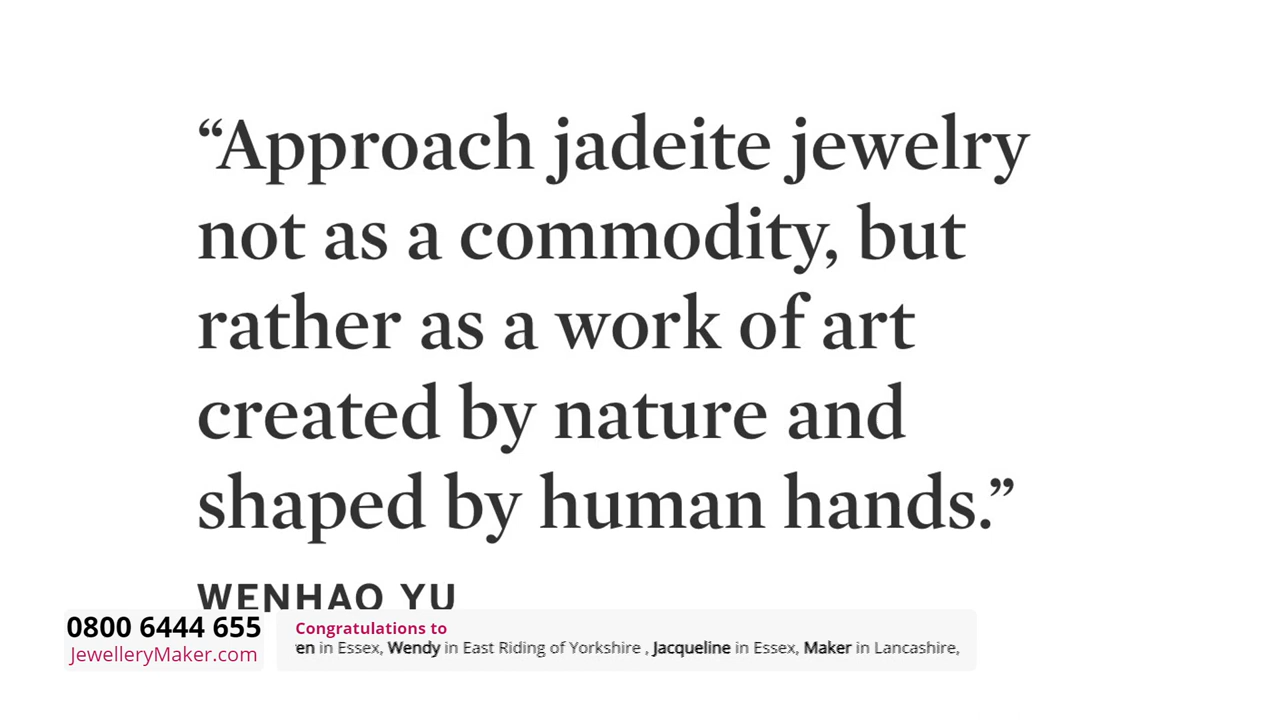 “Approach jadeite jewelry
not as a commodity, but
rather as a work of art
created by nature and
shaped by human hands.”
WENHAO YU
0800 6444 655
JewelleryMaker.com
Congratulations to
en in Essex, Wendy in East Riding of Yorkshire , Jacqueline in Essex, Maker in Lancashire,